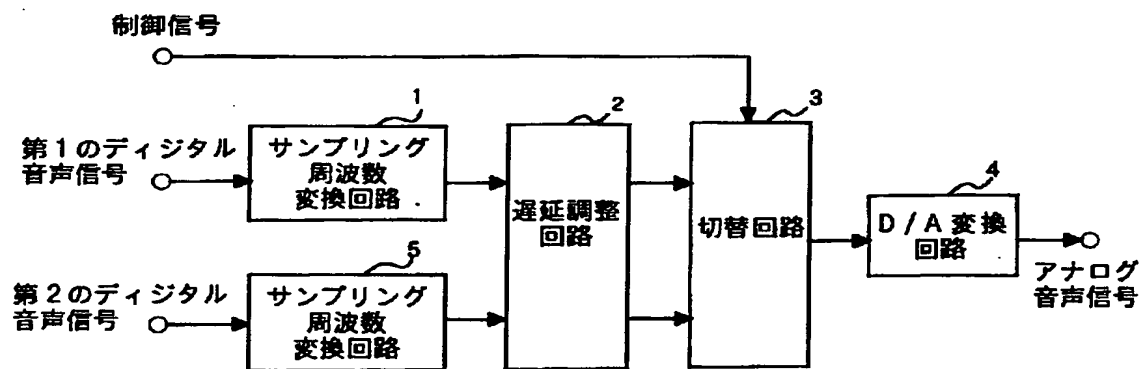 制御信号
1
2
3
第1のディジタル
音声信号
サンプリング
周波数
変換回路
遅延調整
回路
切替回路
4
D/A変換
回路
アナログ
音声信号
5
第2のディジタル
音声信号
サンプリング
周波数
変換回路